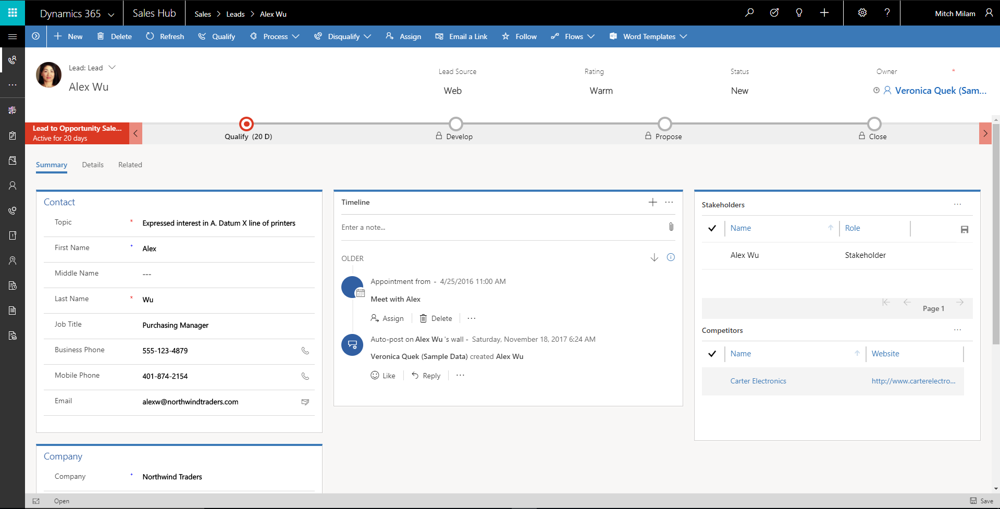 Dynamics 365
Sales Hub
Sales > Leads > Alex Wu
Mitch Milam
New
Delete
Refresh
Qualify
Process
Disqualify
Assign
Email a Link
Follow
Flows
Word Templates
Lead: Lead
Alex Wu
Lead Source
Web
Rating
Warm
Status
New
Owner *
Veronica Quek (Sam...
Lead to Opportunity Sale...
Active for 20 days
Qualify (20 D)
Develop
Propose
Close
Summary
Details
Related
Contact
Topic * Expressed interest in A. Datum X line of printers
First Name + Alex
Middle Name ---
Last Name * Wu
Job Title Purchasing Manager
Business Phone 555-123-4879
Mobile Phone 401-874-2154
Email alexw@northwindtraders.com
Company
Company + Northwind Traders
Timeline
Enter a note...
OLDER
Appointment from - 4/25/2016 11:00 AM
Meet with Alex
Assign
Delete
Auto-post on Alex Wu 's wall - Saturday, November 18, 2017 6:24 AM
Veronica Quek (Sample Data) created Alex Wu
Like
Reply
Stakeholders
Name Role
Alex Wu Stakeholder
Page 1
Competitors
Name Website
Carter Electronics http://www.carterelectro...
Open
Save